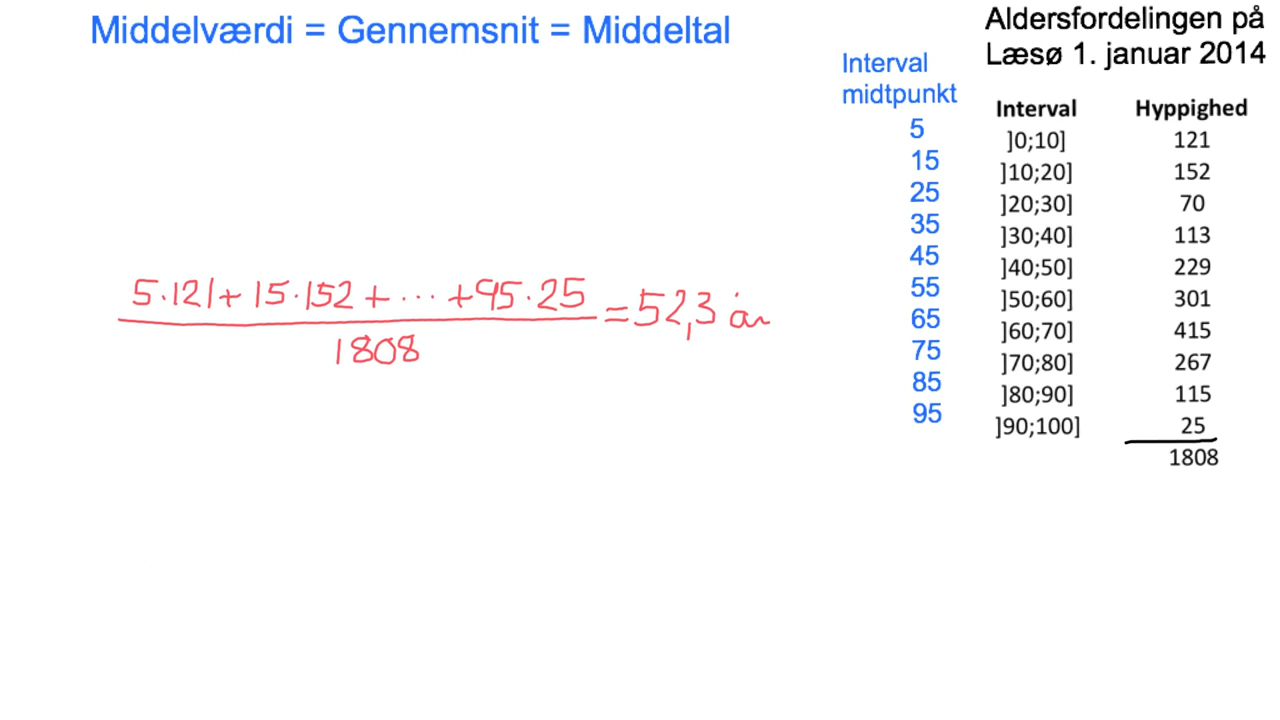 Middelværdi = Gennemsnit = Middeltal
Aldersfordelingen på
Læsø 1. januar 2014
Interval
midtpunkt
Interval Hyppighed
5 ]0;10] 121
15 ]10;20] 152
25 ]20;30] 70
35 ]30;40] 113
45 ]40;50] 229
55 ]50;60] 301
65 ]60;70] 415
75 ]70;80] 267
85 ]80;90] 115
95 ]90;100] 25
1808
5·121+15·152+···+95·25
1808
=52,3 år